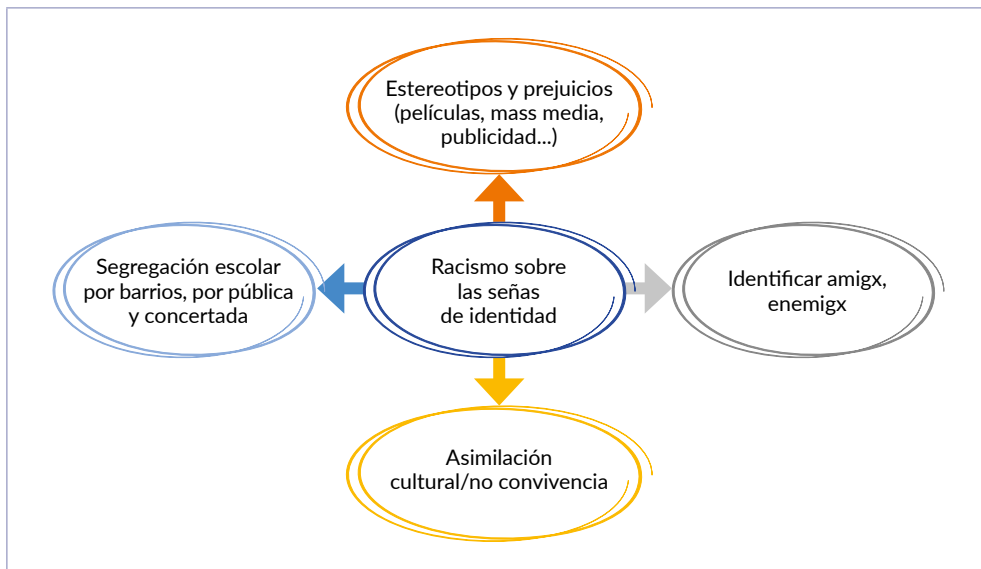 Estereotipos y prejuicios
(películas, mass media,
publicidad...)
Segregación escolar
por barrios, por pública
y concertada
Racismo sobre
las señas
de identidad
Identificar amigx,
enemigx
Asimilación
cultural/no convivencia